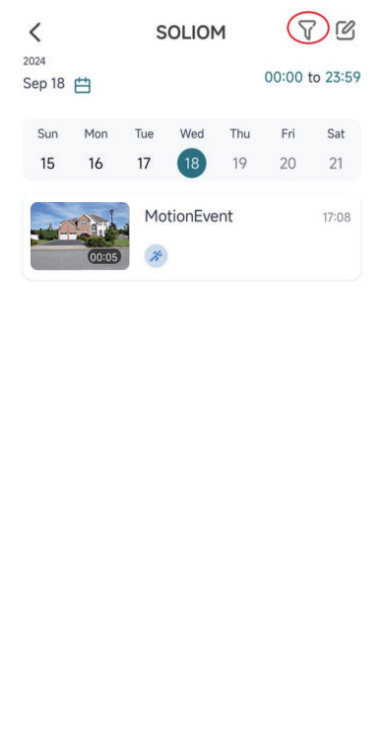 SOLIOM
2024
Sep 18
00:00 to 23:59
Sun Mon Tue Wed Thu Fri Sat
15 16 17 18 19 20 21
MotionEvent 17:08
00:05